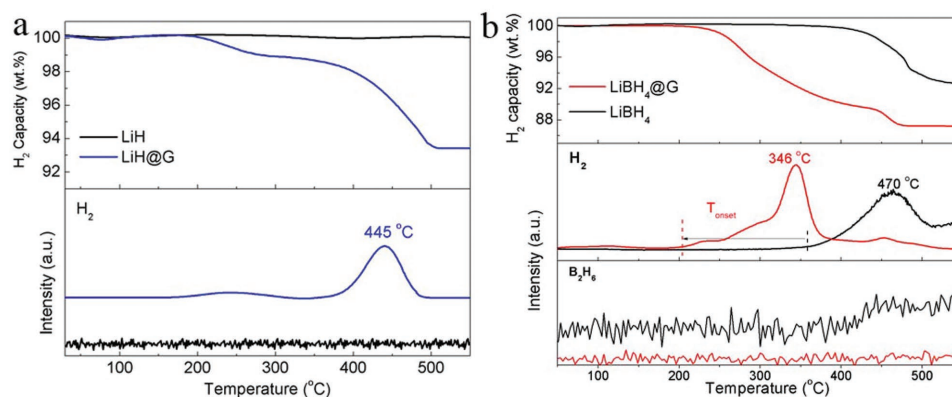 a
H₂ Capacity (wt.%)
100
98
96
94
92
LiH
LiH@G
H₂
445 °C
Intensity (a.u.)
0
100
200
300
400
500
Temperature (°C)
b
H₂ capacity (wt.%)
100
96
92
88
LiBH₄@G
LiBH₄
H₂
346 °C
470 °C
T onset
B₂H₆
Intensity (a.u.)
100
200
300
400
500
Temperature (°C)